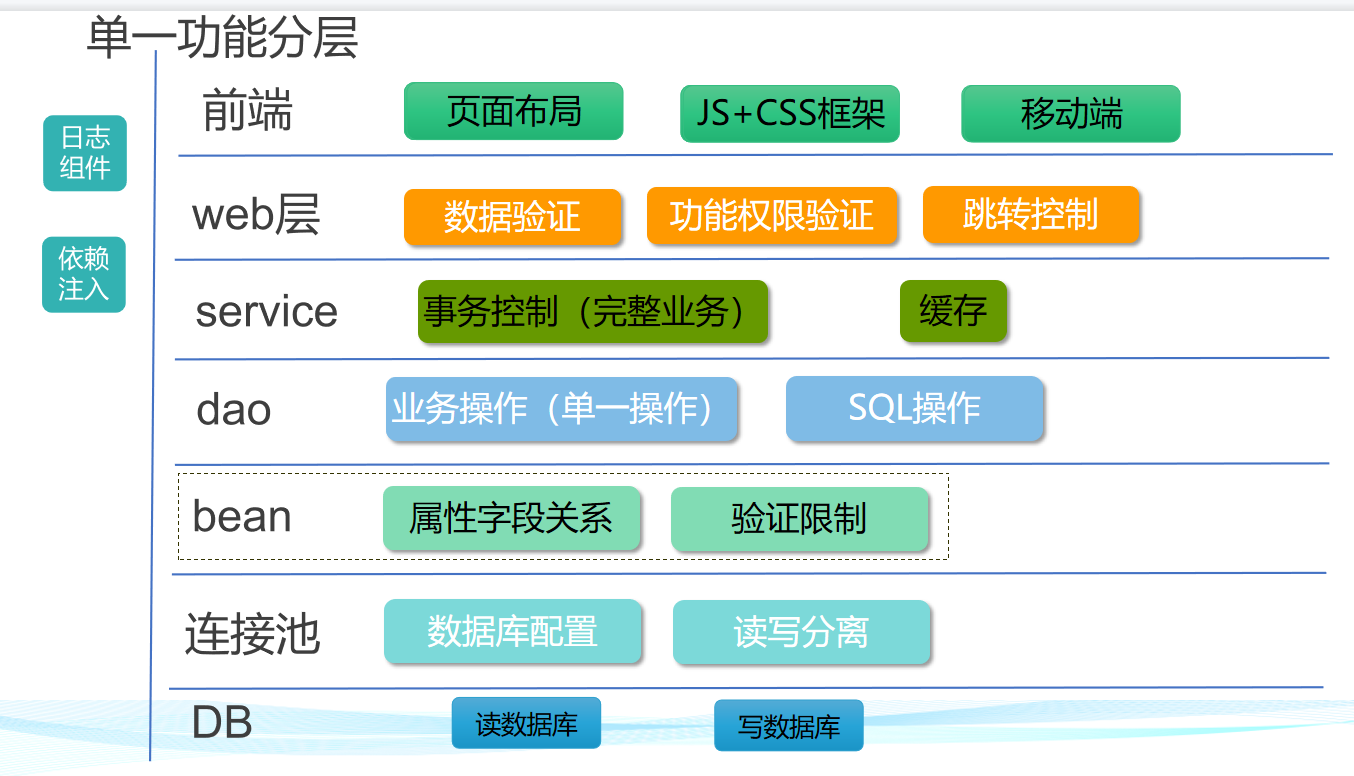 单一功能分层
日志
组件
依赖
注入
前端
页面布局
JS+CSS框架
移动端
web层
数据验证
功能权限验证
跳转控制
service
事务控制（完整业务）
缓存
dao
业务操作（单一操作）
SQL操作
bean
属性字段关系
验证限制
连接池
数据库配置
读写分离
DB
读数据库
写数据库